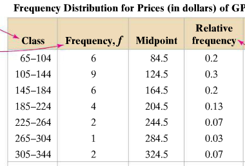 Frequency Distribution for Prices (in dollars) of GP
Relative
Class Frequency, f Midpoint frequency
65–104 6 84.5 0.2
105–144 9 124.5 0.3
145–184 6 164.5 0.2
185–224 4 204.5 0.13
225–264 2 244.5 0.07
265–304 1 284.5 0.03
305–344 2 324.5 0.07